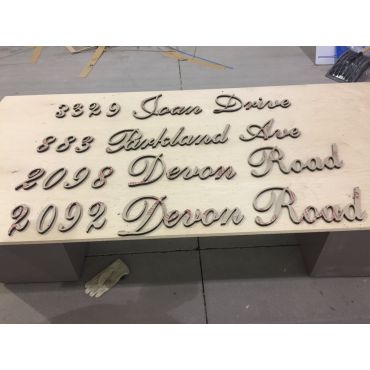 3329 Joan Drive
883 Parkland Ave
2098 Devon Road
2092 Devon Road